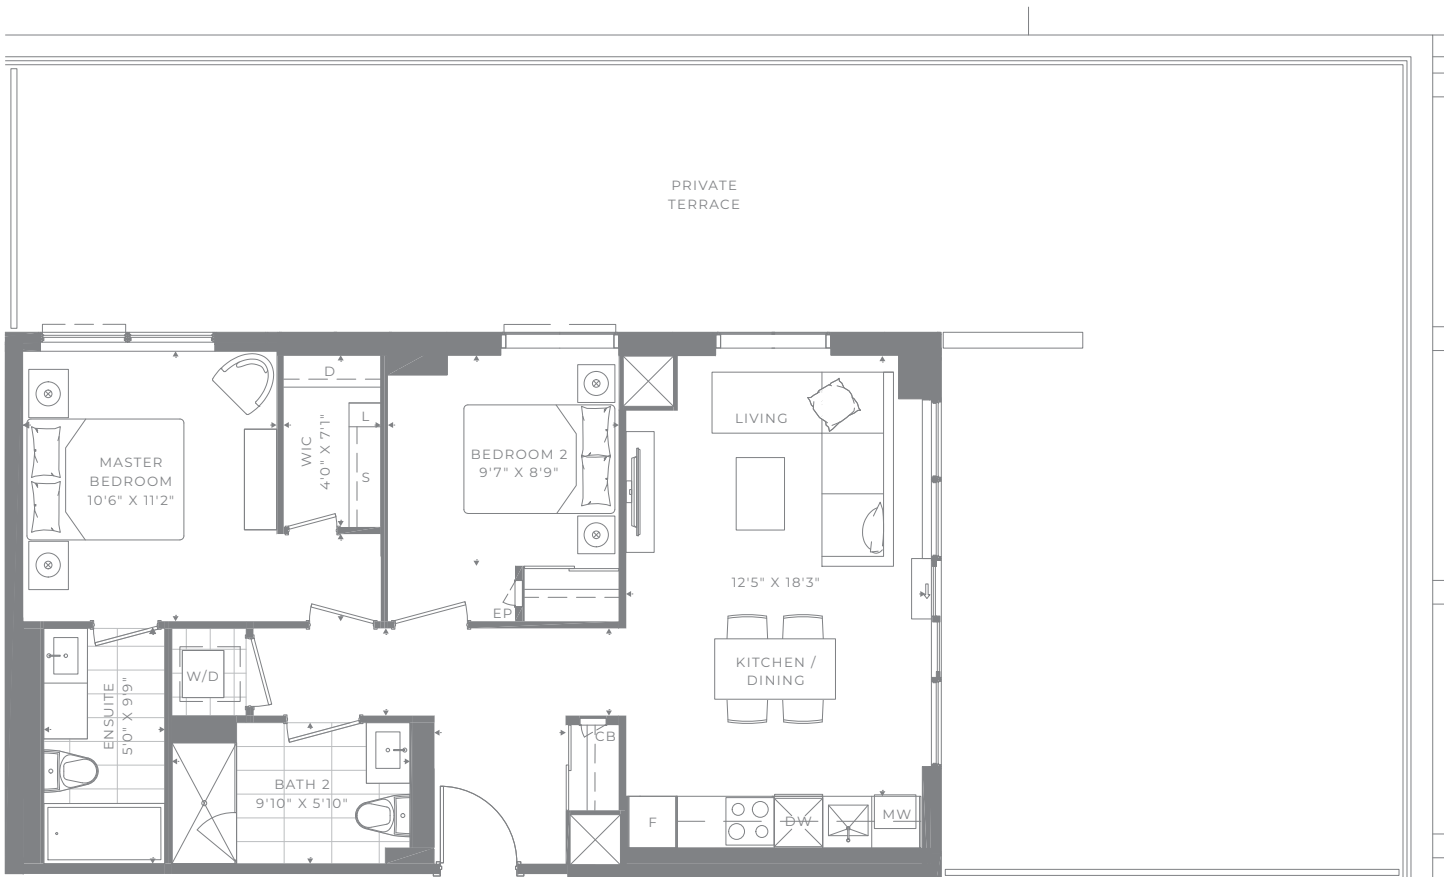 PRIVATE
TERRACE
D
L
WIC
4'0" X 7'1"
S
LIVING
MASTER
BEDROOM
10'6" X 11'2"
BEDROOM 2
9'7" X 8'9"
12'5" X 18'3"
EP
KITCHEN /
DINING
W/D
ENSUITE
5'0" X 9'9"
CB
BATH 2
9'10" X 5'10"
F
DW
MW